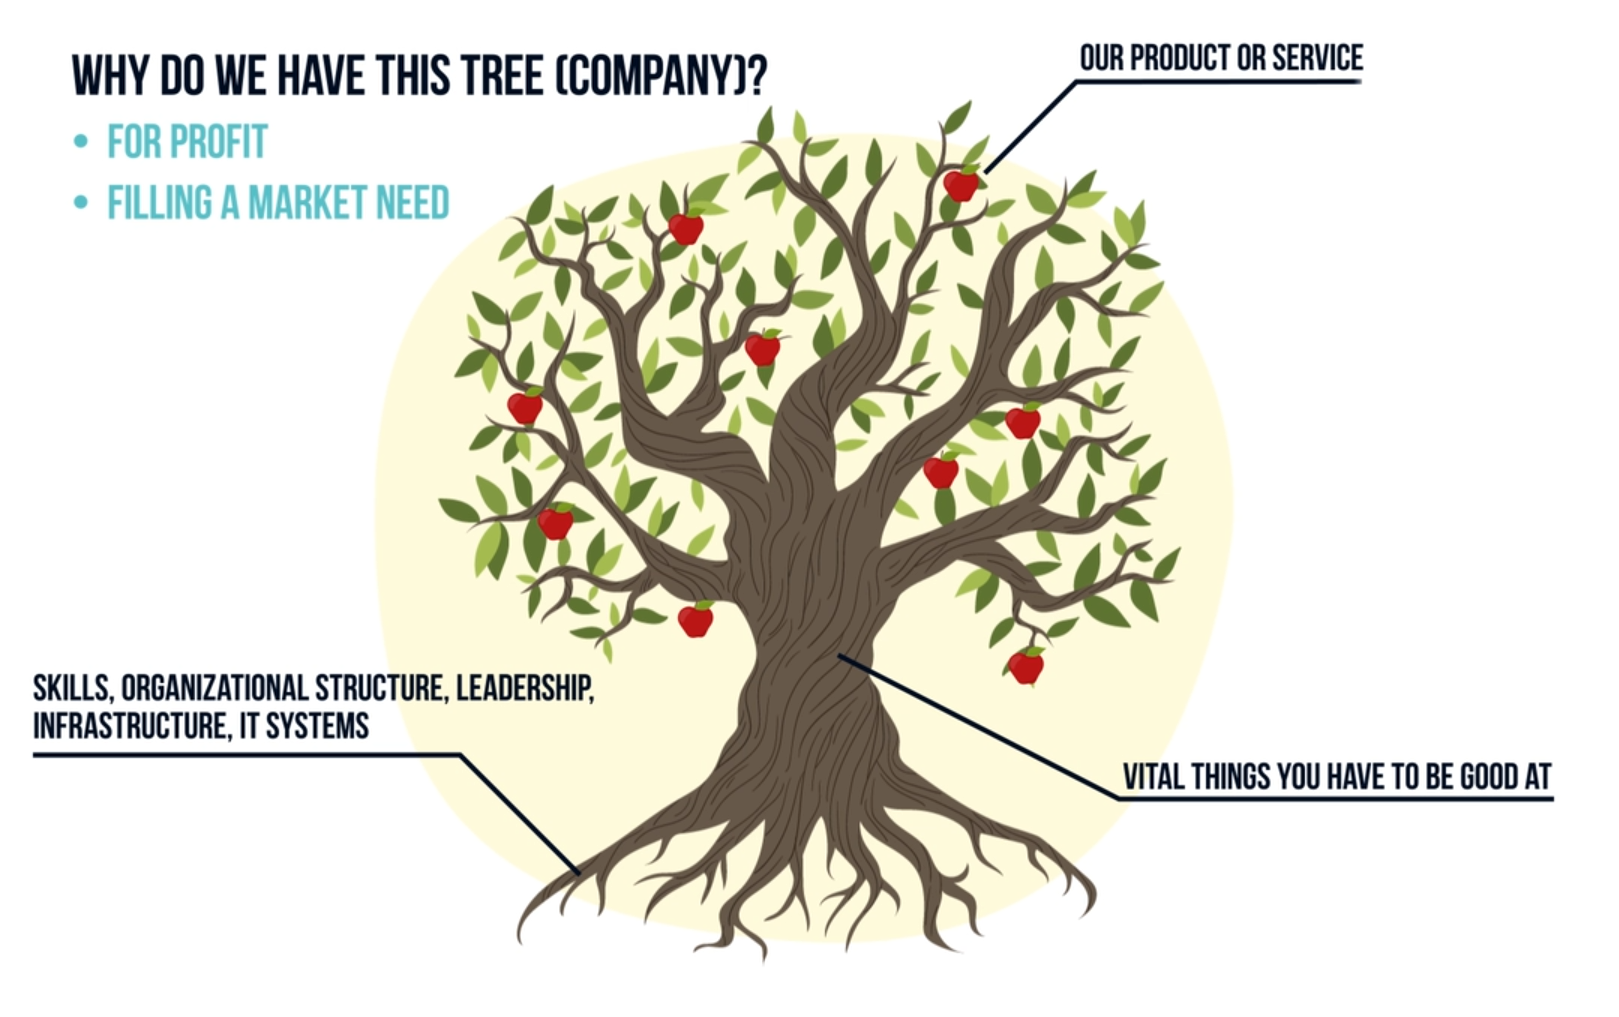 WHY DO WE HAVE THIS TREE (COMPANY)?
• FOR PROFIT
• FILLING A MARKET NEED
OUR PRODUCT OR SERVICE
SKILLS, ORGANIZATIONAL STRUCTURE, LEADERSHIP,
INFRASTRUCTURE, IT SYSTEMS
VITAL THINGS YOU HAVE TO BE GOOD AT